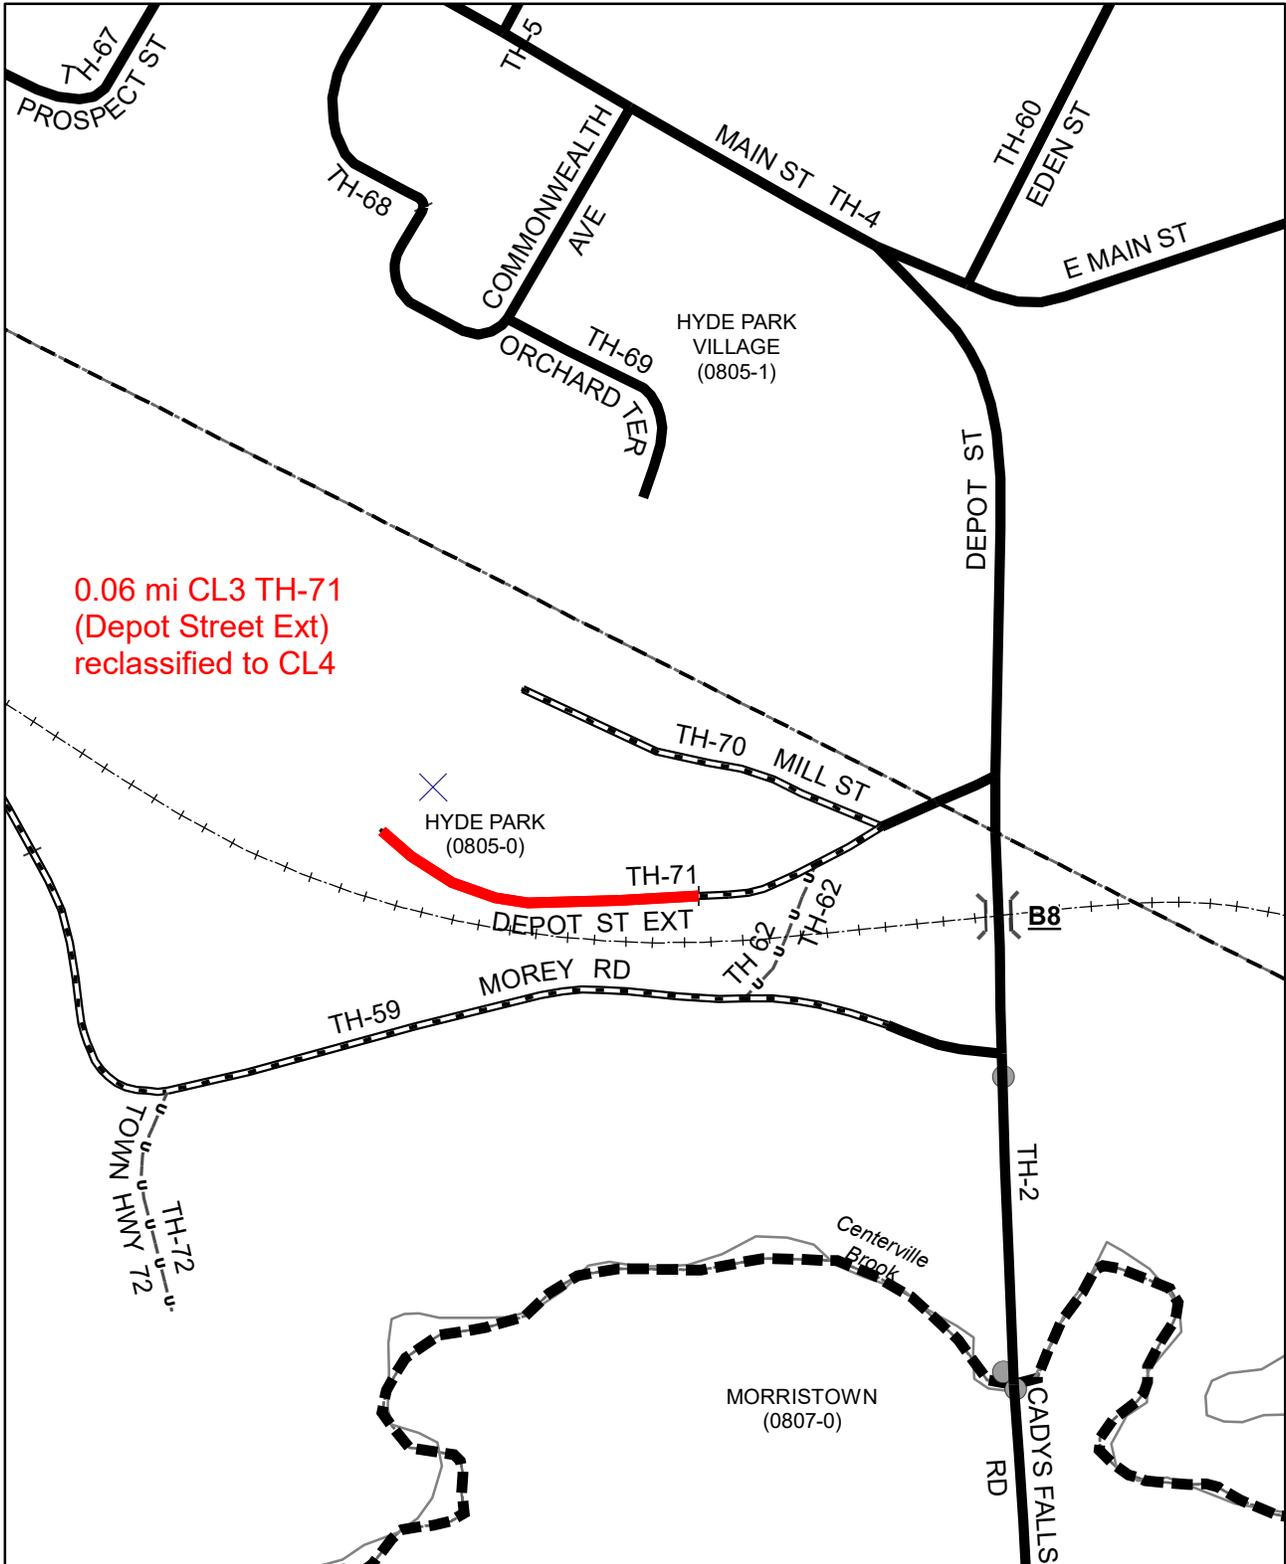 TH-67
PROSPECT ST
TH-5
TH-68
COMMONWEALTH
AVE
MAIN ST TH-4
TH-60
EDEN ST
E MAIN ST
TH-69
ORCHARD TER
HYDE PARK
VILLAGE
(0805-1)
DEPOT ST
0.06 mi CL3 TH-71
(Depot Street Ext)
reclassified to CL4
TH-70 MILL ST
HYDE PARK
(0805-0)
TH-71
DEPOT ST EXT
TH-62
TH 62
B8
MOREY RD
TH-59
TOWN HWY 72
TH-72
TH-2
Centerville
Brook
MORRISTOWN
(0807-0)
CADYS FALLS
RD